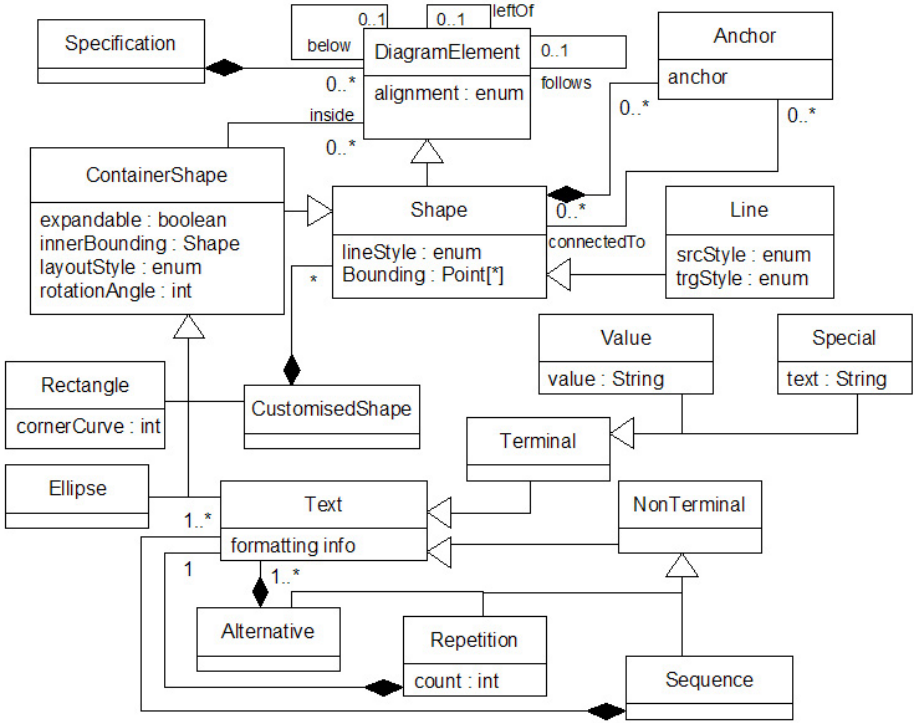 leftOf
0..1
0..1
below
Specification
DiagramElement
0..1
Anchor
anchor
0..*
alignment : enum
follows
0..*
0..*
inside
0..*
ContainerShape
expandable : boolean
innerBounding : Shape
layoutStyle : enum
rotationAngle : int
Shape
lineStyle : enum
Bounding : Point[*]
0..*
connectedTo
Line
srcStyle : enum
trgStyle : enum
*
Value
value : String
Special
text : String
Rectangle
cornerCurve : int
CustomisedShape
Terminal
Ellipse
Text
formatting info
NonTerminal
1..*
1
1..*
Alternative
Repetition
count : int
Sequence